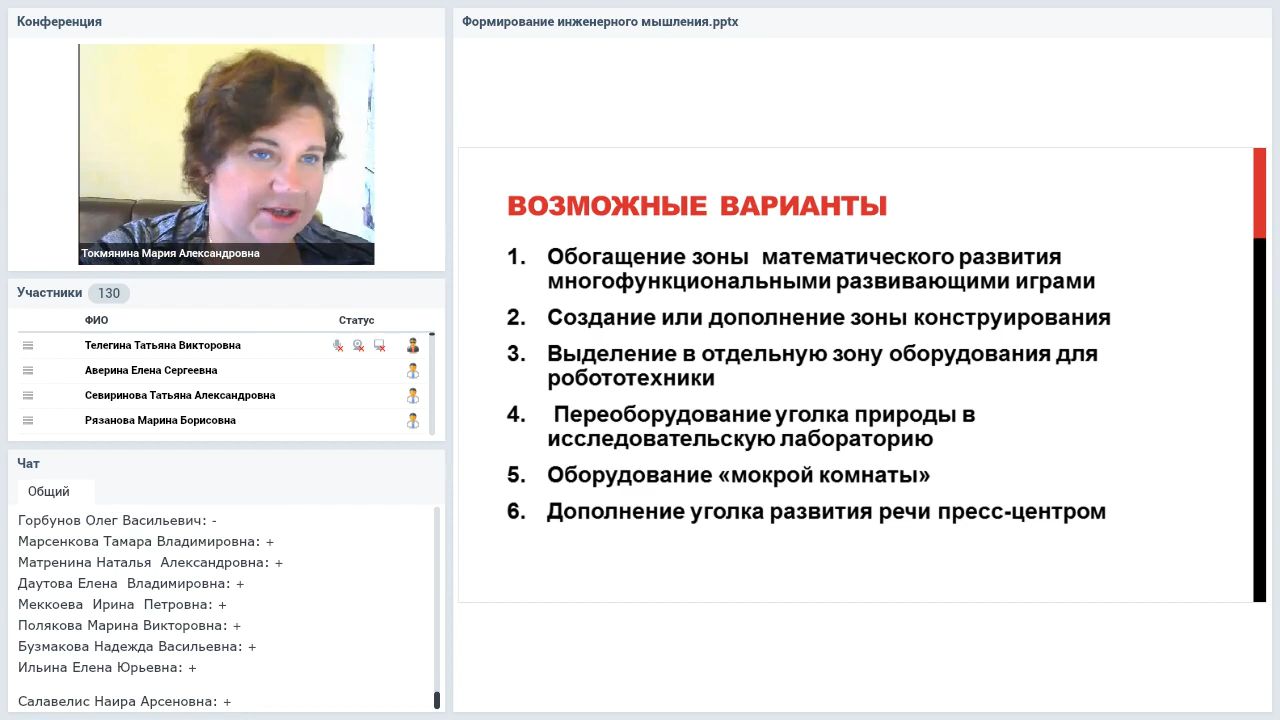 Конференция
Токмянина Мария Александровна
Участники 130
ФИО Статус
Телегина Татьяна Викторовна
Аверина Елена Сергеевна
Севиринова Татьяна Александровна
Рязанова Марина Борисовна
Чат
Общий
Горбунов Олег Васильевич: -
Марсенкова Тамара Владимировна: +
Матренина Наталья Александровна: +
Даутова Елена Владимировна: +
Меккоева Ирина Петровна: +
Полякова Марина Викторовна: +
Бузмакова Надежда Васильевна: +
Ильина Елена Юрьевна: +
Салавелис Наира Арсеновна: +
Формирование инженерного мышления.pptx
ВОЗМОЖНЫЕ ВАРИАНТЫ
1. Обогащение зоны математического развития
многофункциональными развивающими играми
2. Создание или дополнение зоны конструирования
3. Выделение в отдельную зону оборудования для
робототехники
4. Переоборудование уголка природы в
исследовательскую лабораторию
5. Оборудование «мокрой комнаты»
6. Дополнение уголка развития речи пресс-центром